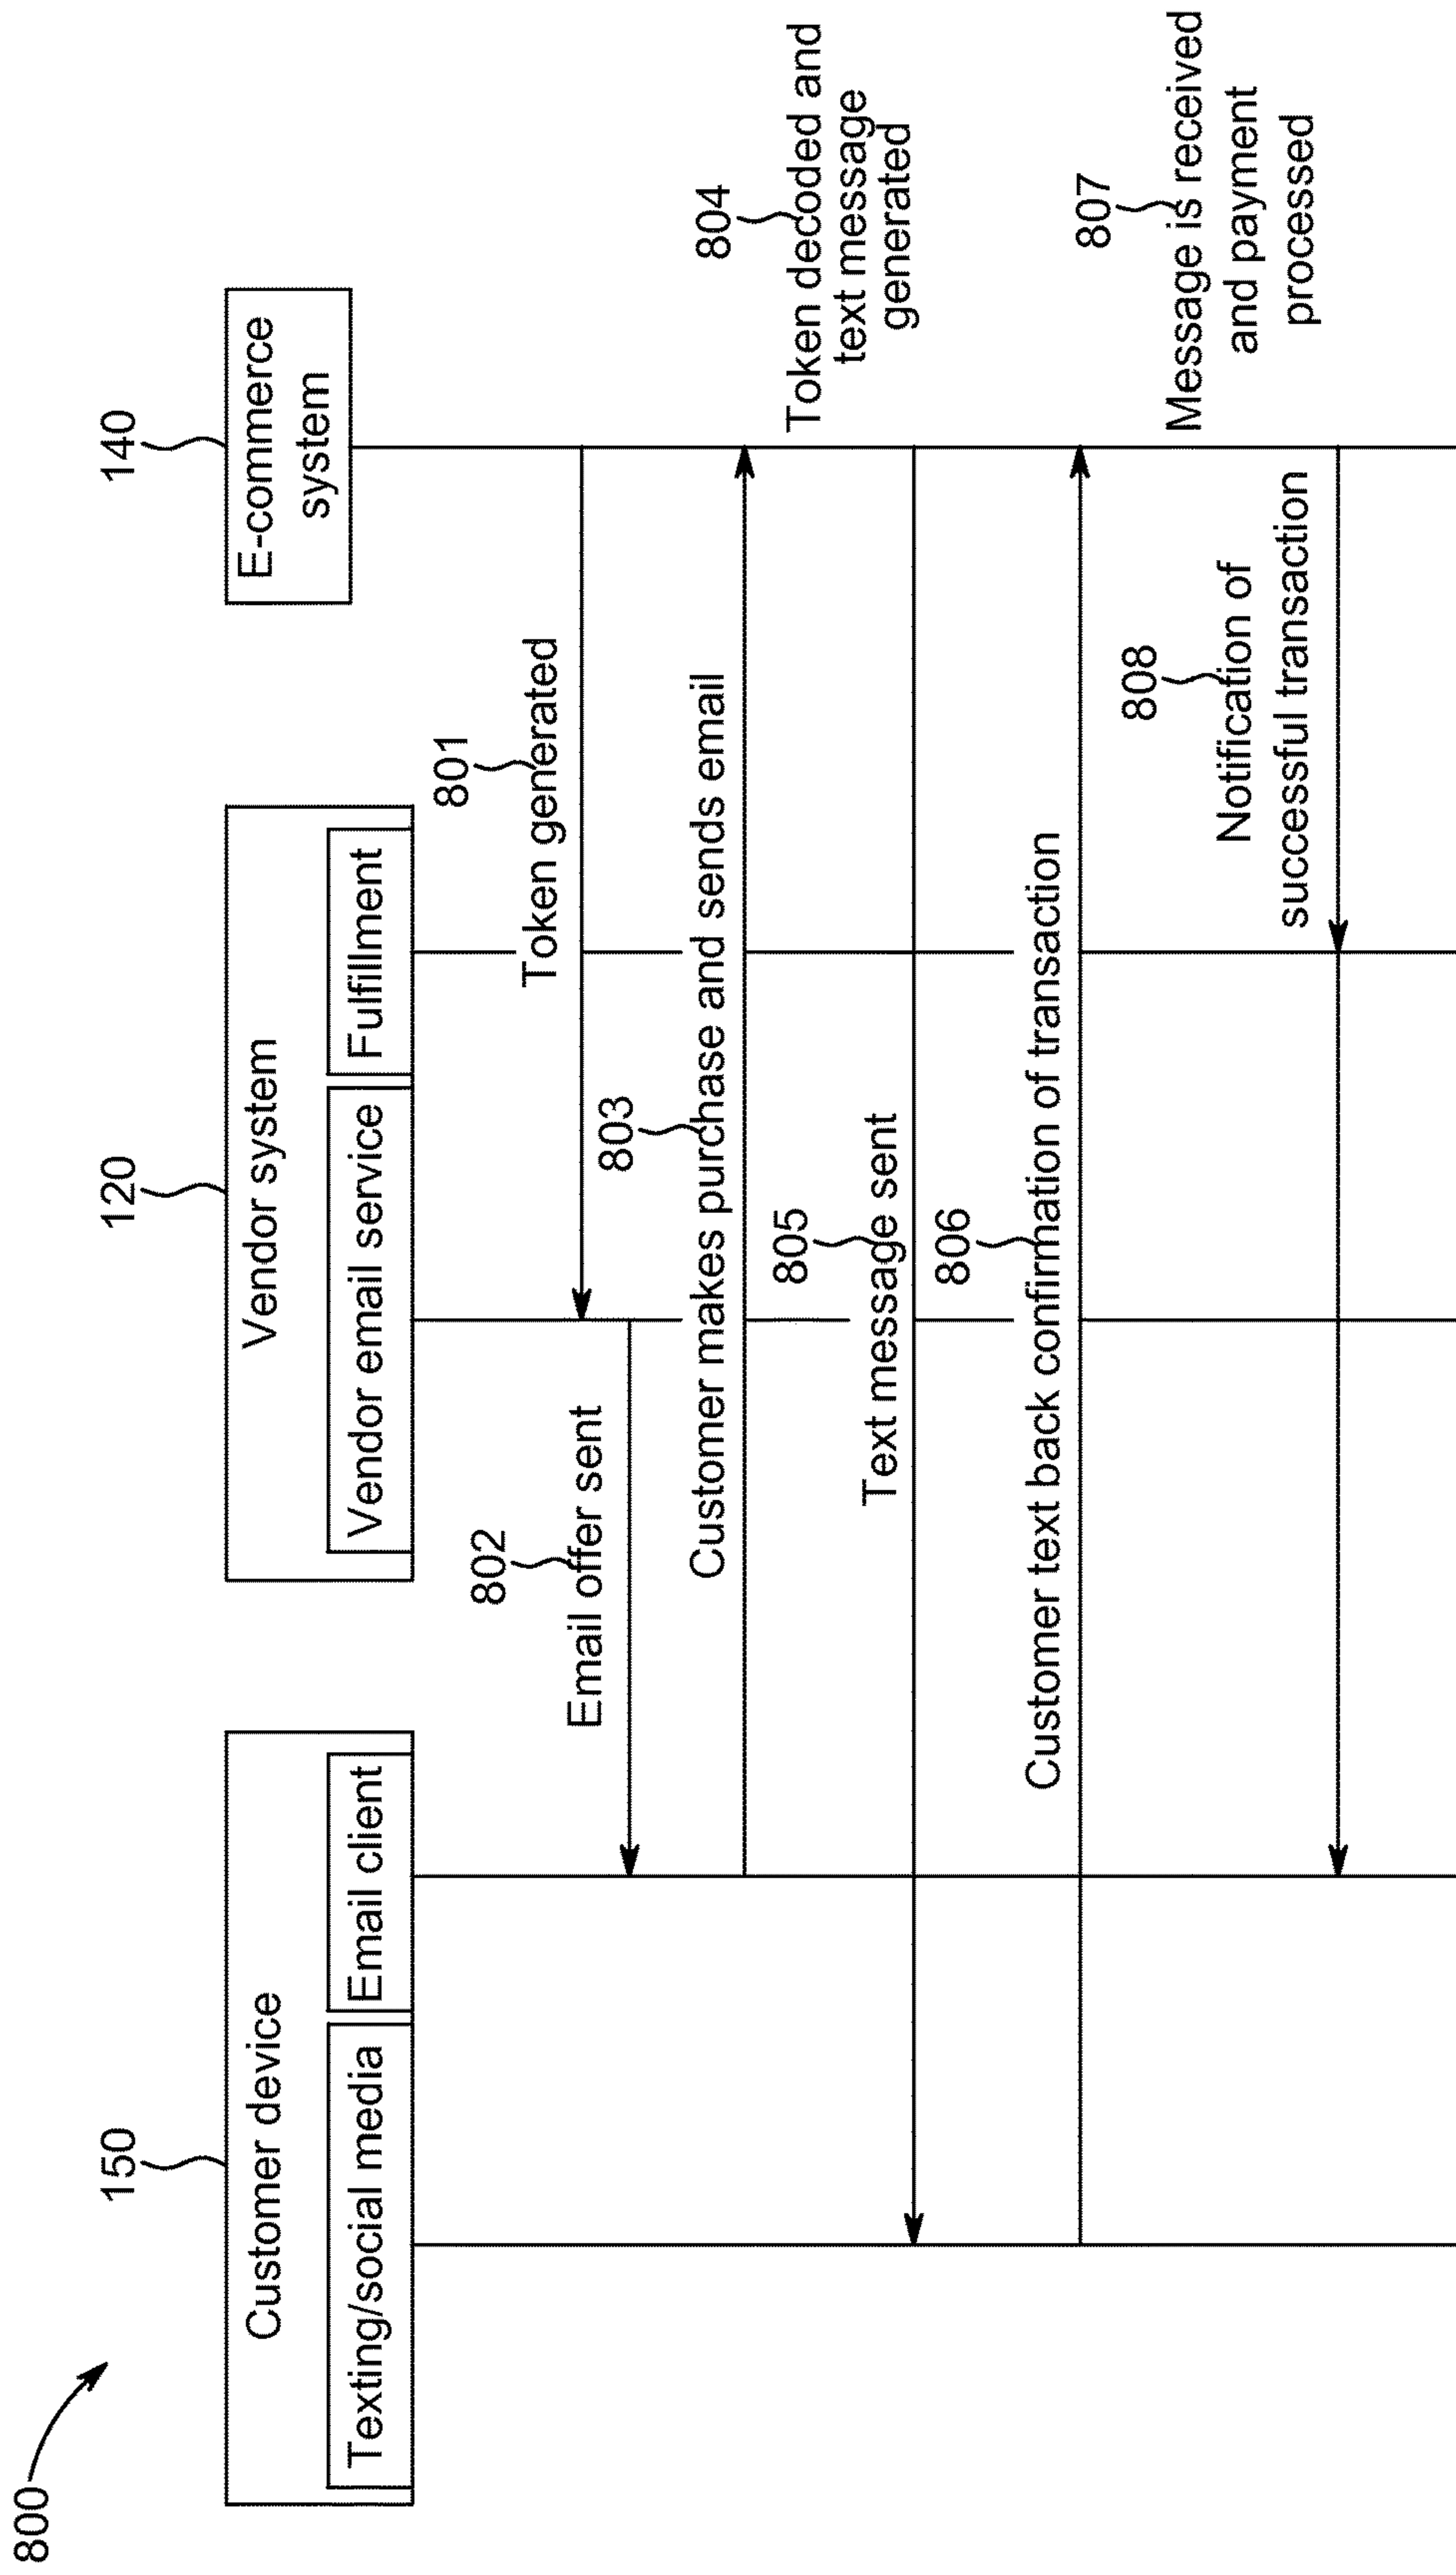 800
150
120
140
Customer device
Vendor system
E-commerce
system
Texting/social media
Email client
Vendor email service
Fulfillment
801
Token generated
802
Email offer sent
803
Customer makes purchase and sends email
804
Token decoded and
text message
generated
805
Text message sent
806
Customer text back confirmation of transaction
807
Message is received
and payment
processed
808
Notification of
successful transaction